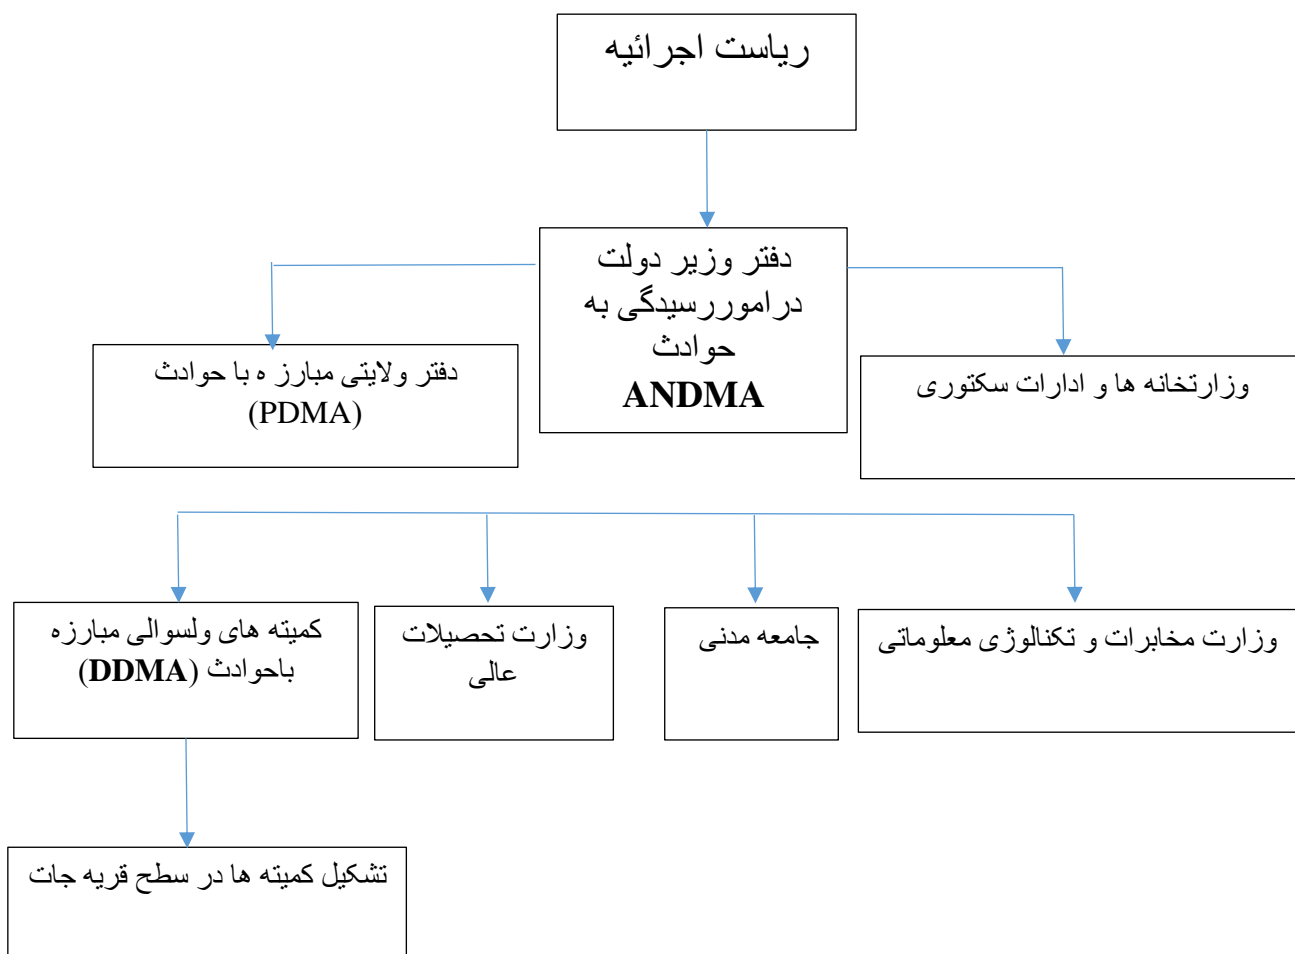 ریاست اجرائیه
دفتر وزیر دولت
دراموررسیدگی به
حوادث
ANDMA
وزارتخانه ها و ادارات سکتوری
دفتر ولایتی مبارز ه با حوادث
(PDMA)
وزارت مخابرات و تکنالوژی معلوماتی
جامعه مدنی
وزارت تحصیلات
عالی
کمیته های ولسوالی مبارزه
باحوادث (DDMA)
تشکیل کمیته ها در سطح قریه جات